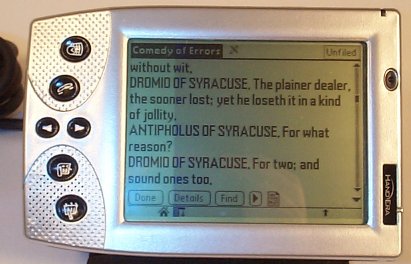 Comedy of Errors
Unfiled
without wit.
DROMIO OF SYRACUSE. The plainer dealer,
the sooner lost; yet he loseth it in a kind
of jollity.
ANTIPHOLUS OF SYRACUSE. For what
reason?
DROMIO OF SYRACUSE. For two; and
sound ones too.
Done
Details
Find
HANDERA